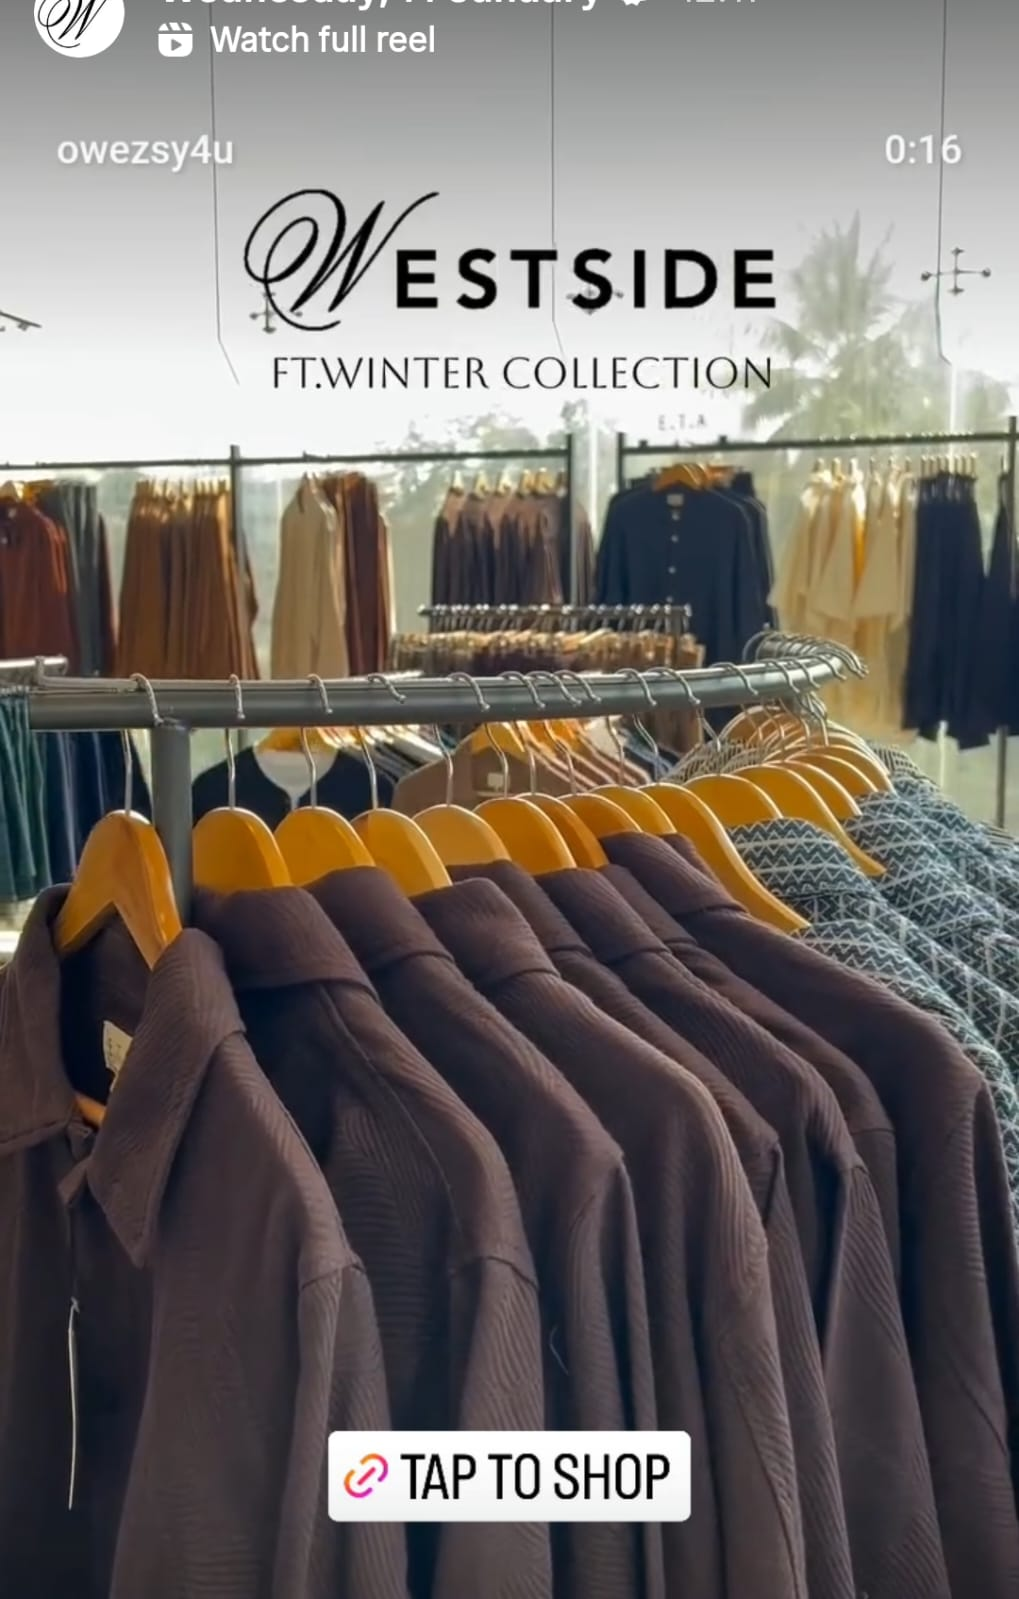 Watch full reel
owezsy4u
0:16
WESTSIDE
FT.WINTER COLLECTION
E.T.A
TAP TO SHOP